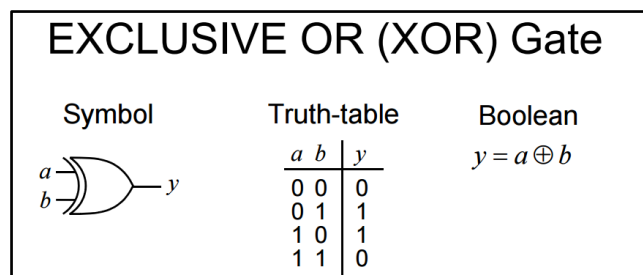 EXCLUSIVE OR (XOR) Gate
Symbol
a
b
y
Truth-table
a b y
0 0 0
0 1 1
1 0 1
1 1 0
Boolean
y = a ⊕ b